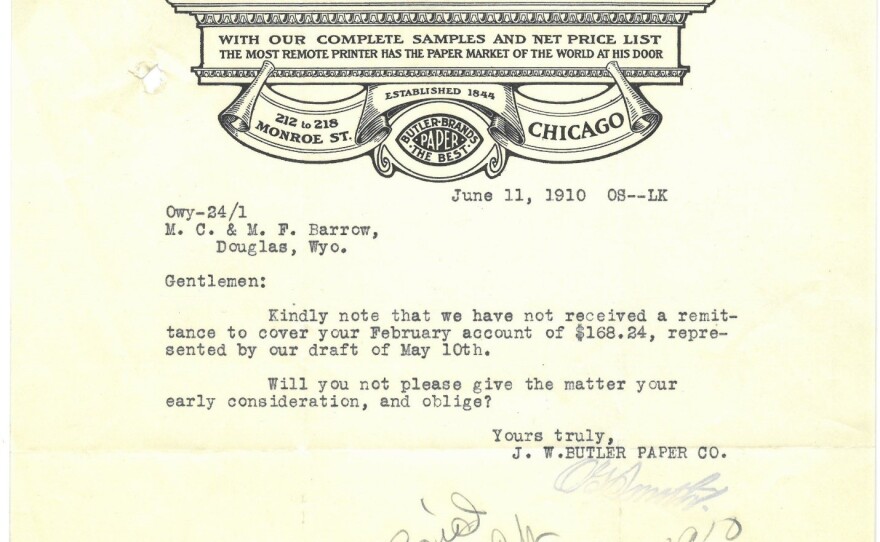 WITH OUR COMPLETE SAMPLES AND NET PRICE LIST
THE MOST REMOTE PRINTER HAS THE PAPER MARKET OF THE WORLD AT HIS DOOR
ESTABLISHED 1844
212 to 218
MONROE ST.
BUTLER·BRANDS
PAPER
·THE BEST·
CHICAGO
June 11, 1910 OS--LK
Owy-24/1
M. C. & M. F. Barrow,
Douglas, Wyo.
Gentlemen:
Kindly note that we have not received a remit-
tance to cover your February account of $168.24, repre-
sented by our draft of May 10th.
Will you not please give the matter your
early consideration, and oblige?
Yours truly,
J. W.BUTLER PAPER CO.
Paid
1910